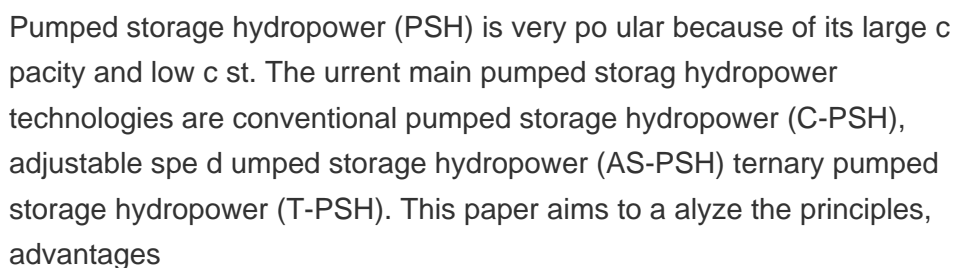 Pumped storage hydropower (PSH) is very po ular because of its large c
pacity and low c st. The urrent main pumped storag hydropower
technologies are conventional pumped storage hydropower (C-PSH),
adjustable spe d umped storage hydropower (AS-PSH) ternary pumped
storage hydropower (T-PSH). This paper aims to a alyze the principles,
advantages